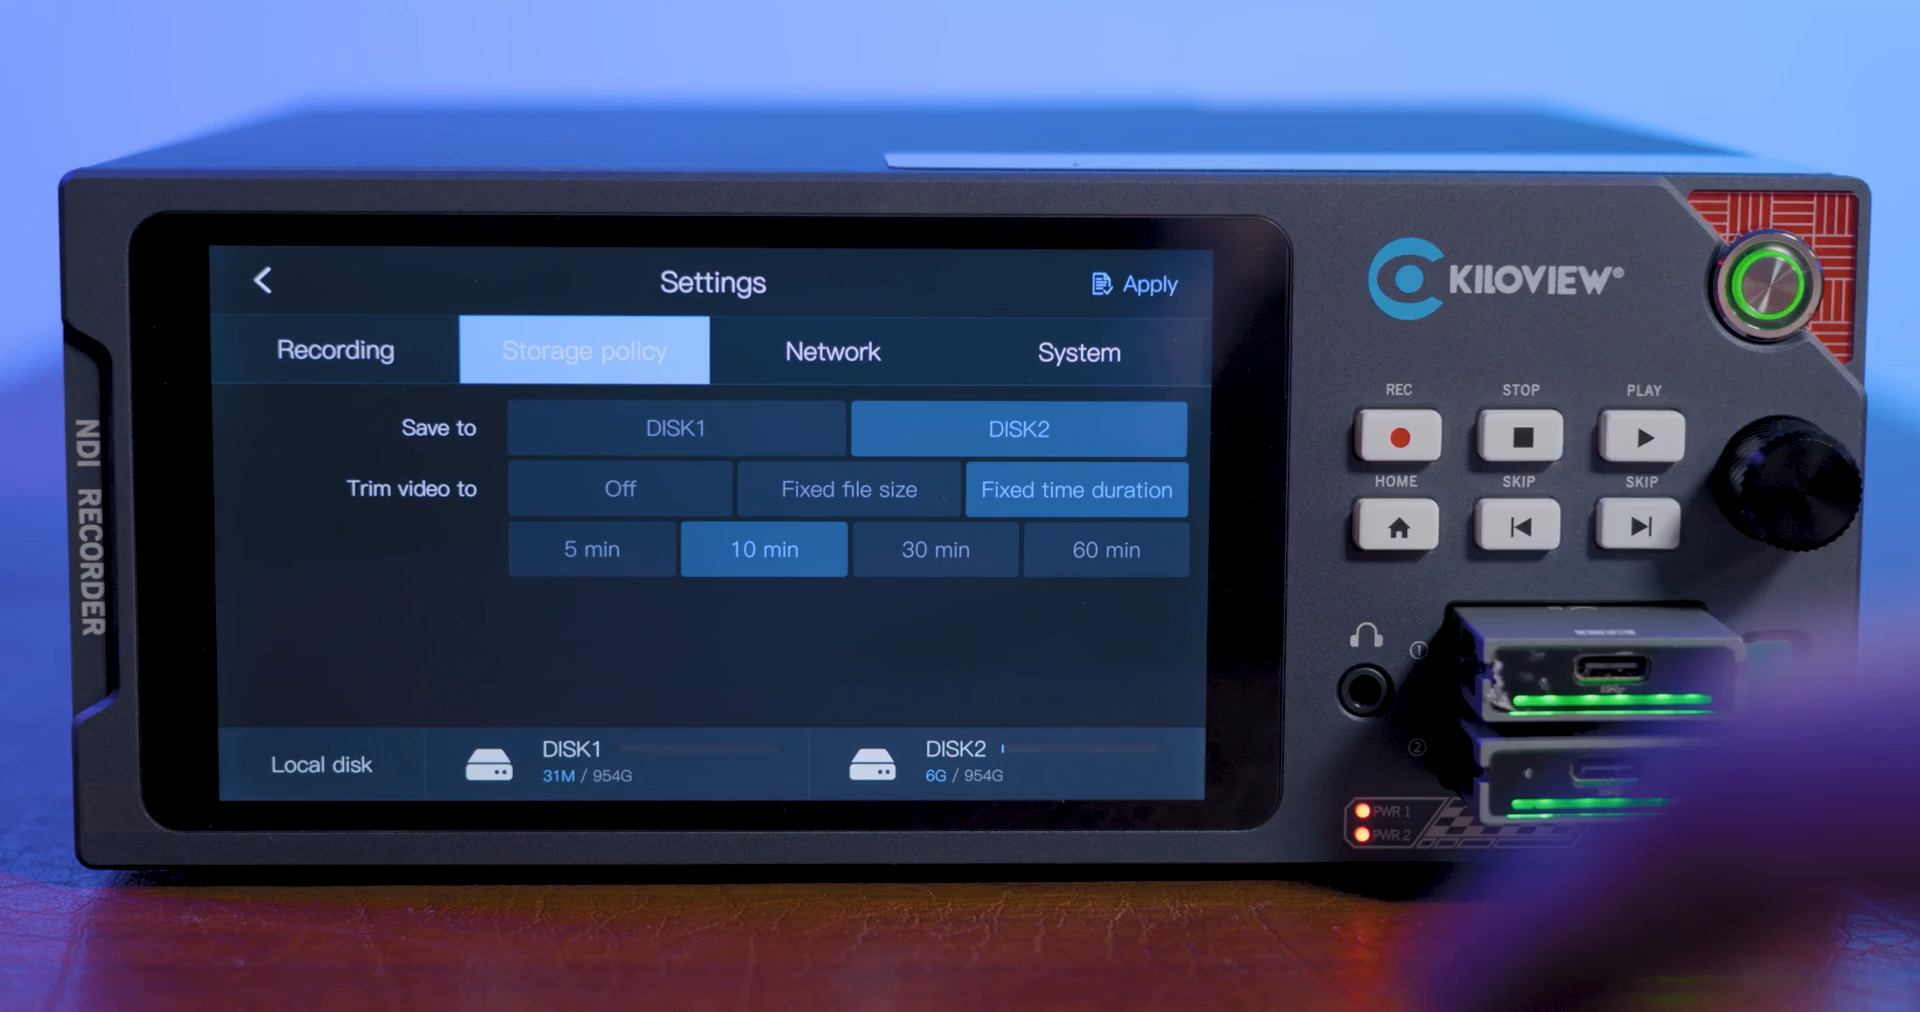 Settings
Apply
Recording
Storage policy
Network
System
Save to
DISK1
DISK2
Trim video to
Off
Fixed file size
Fixed time duration
5 min
10 min
30 min
60 min
Local disk
DISK1
31M / 954G
DISK2
6G / 954G
NDI RECORDER
KILOVIEW®
REC
STOP
PLAY
HOME
SKIP
SKIP
1
2
PWR 1
PWR 2